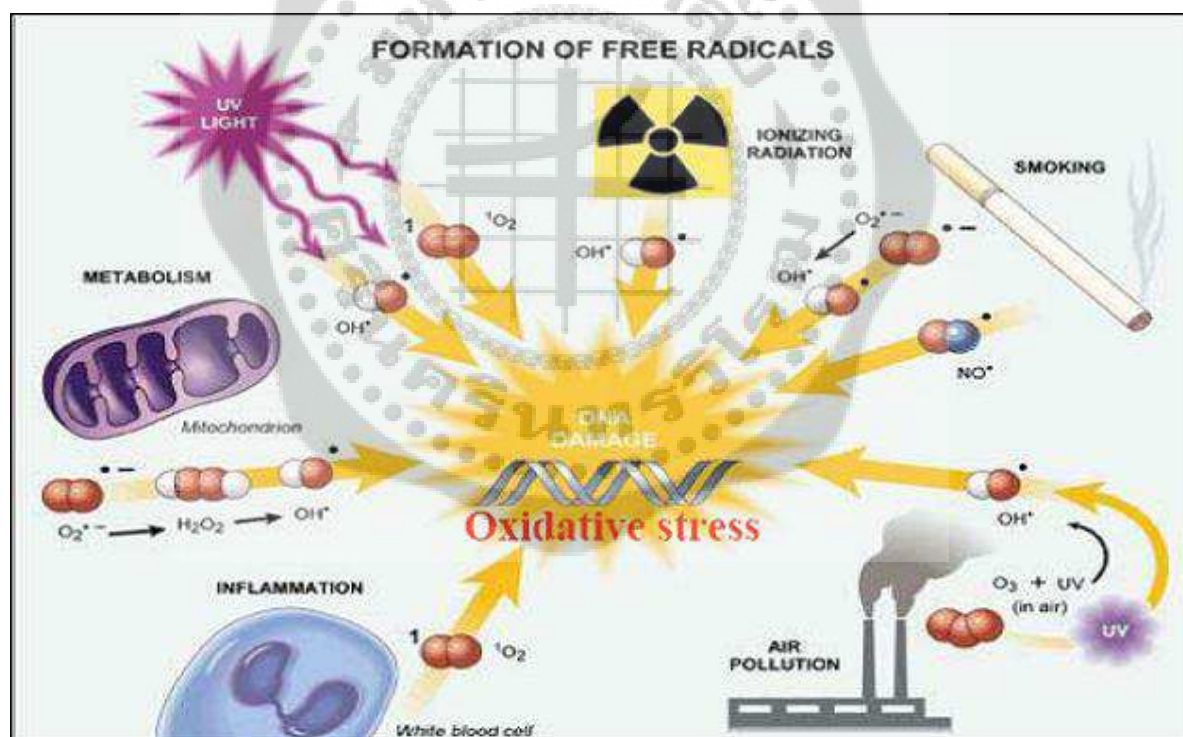 FORMATION OF FREE RADICALS
UV
LIGHT
IONIZING
RADIATION
SMOKING
1
¹O₂
OH•
O₂•−
• −
OH•
•
METABOLISM
OH•
•
•
NO•
Mitochondrion
DNA
DAMAGE
• −
•
O₂•−
H₂O₂
OH•
Oxidative stress
•
OH•
INFLAMMATION
O₃ + UV
(in air)
UV
1
¹O₂
AIR
POLLUTION
White blood cell